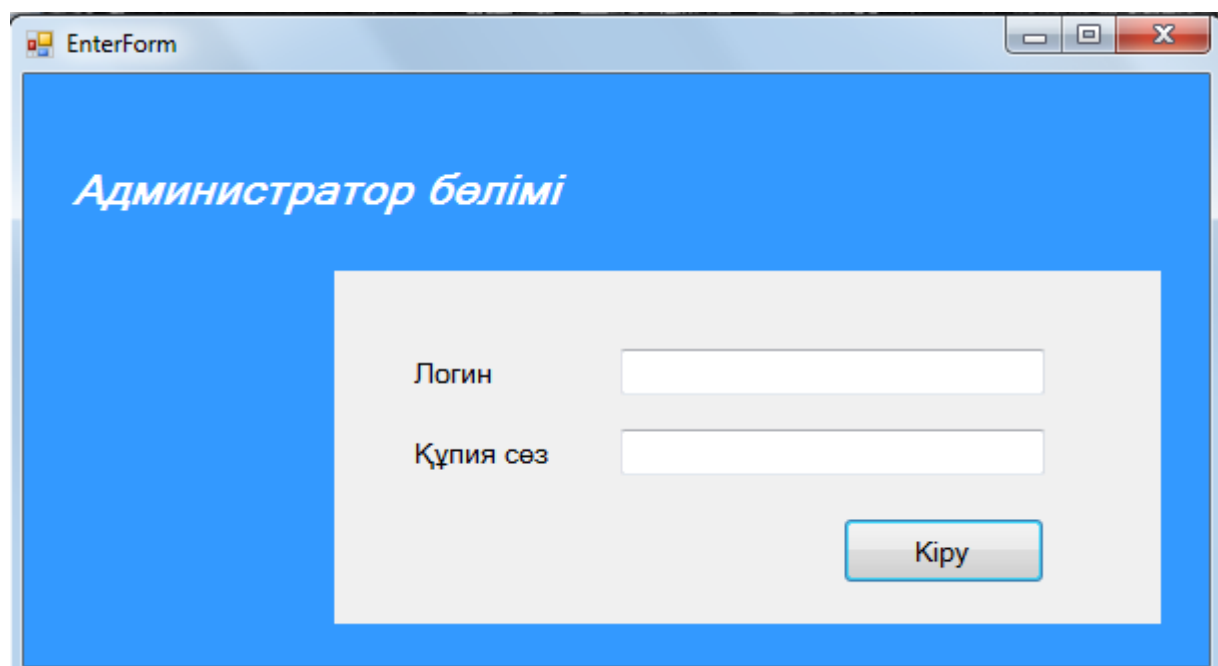 EnterForm
Администратор бөлімі
Логин
Құпия сөз
Кіру